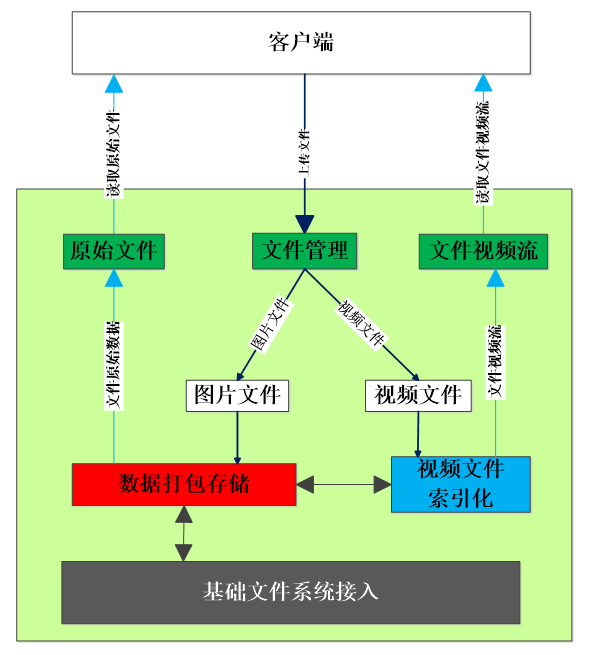 客户端
读取原始文件
上传文件
读取文件视频流
原始文件
文件管理
文件视频流
图片文件
视频文件
文件原始数据
文件视频流
图片文件
视频文件
数据打包存储
视频文件
索引化
基础文件系统接入